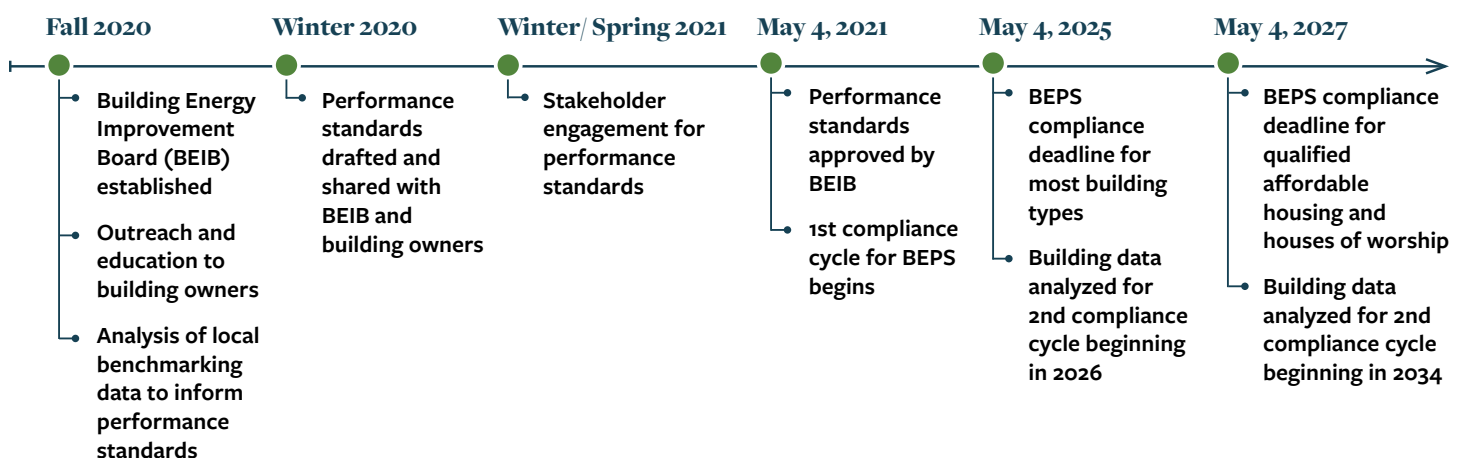 Fall 2020
Building Energy
Improvement
Board (BEIB)
established
Outreach and
education to
building owners
Analysis of local
benchmarking
data to inform
performance
standards
Winter 2020
Performance
standards
drafted and
shared with
BEIB and
building owners
Winter/ Spring 2021
Stakeholder
engagement for
performance
standards
May 4, 2021
Performance
standards
approved by
BEIB
1st compliance
cycle for BEPS
begins
May 4, 2025
BEPS
compliance
deadline for
most building
types
Building data
analyzed for
2nd compliance
cycle beginning
in 2026
May 4, 2027
BEPS compliance
deadline for
qualified
affordable
housing and
houses of worship
Building data
analyzed for 2nd
compliance cycle
beginning in 2034